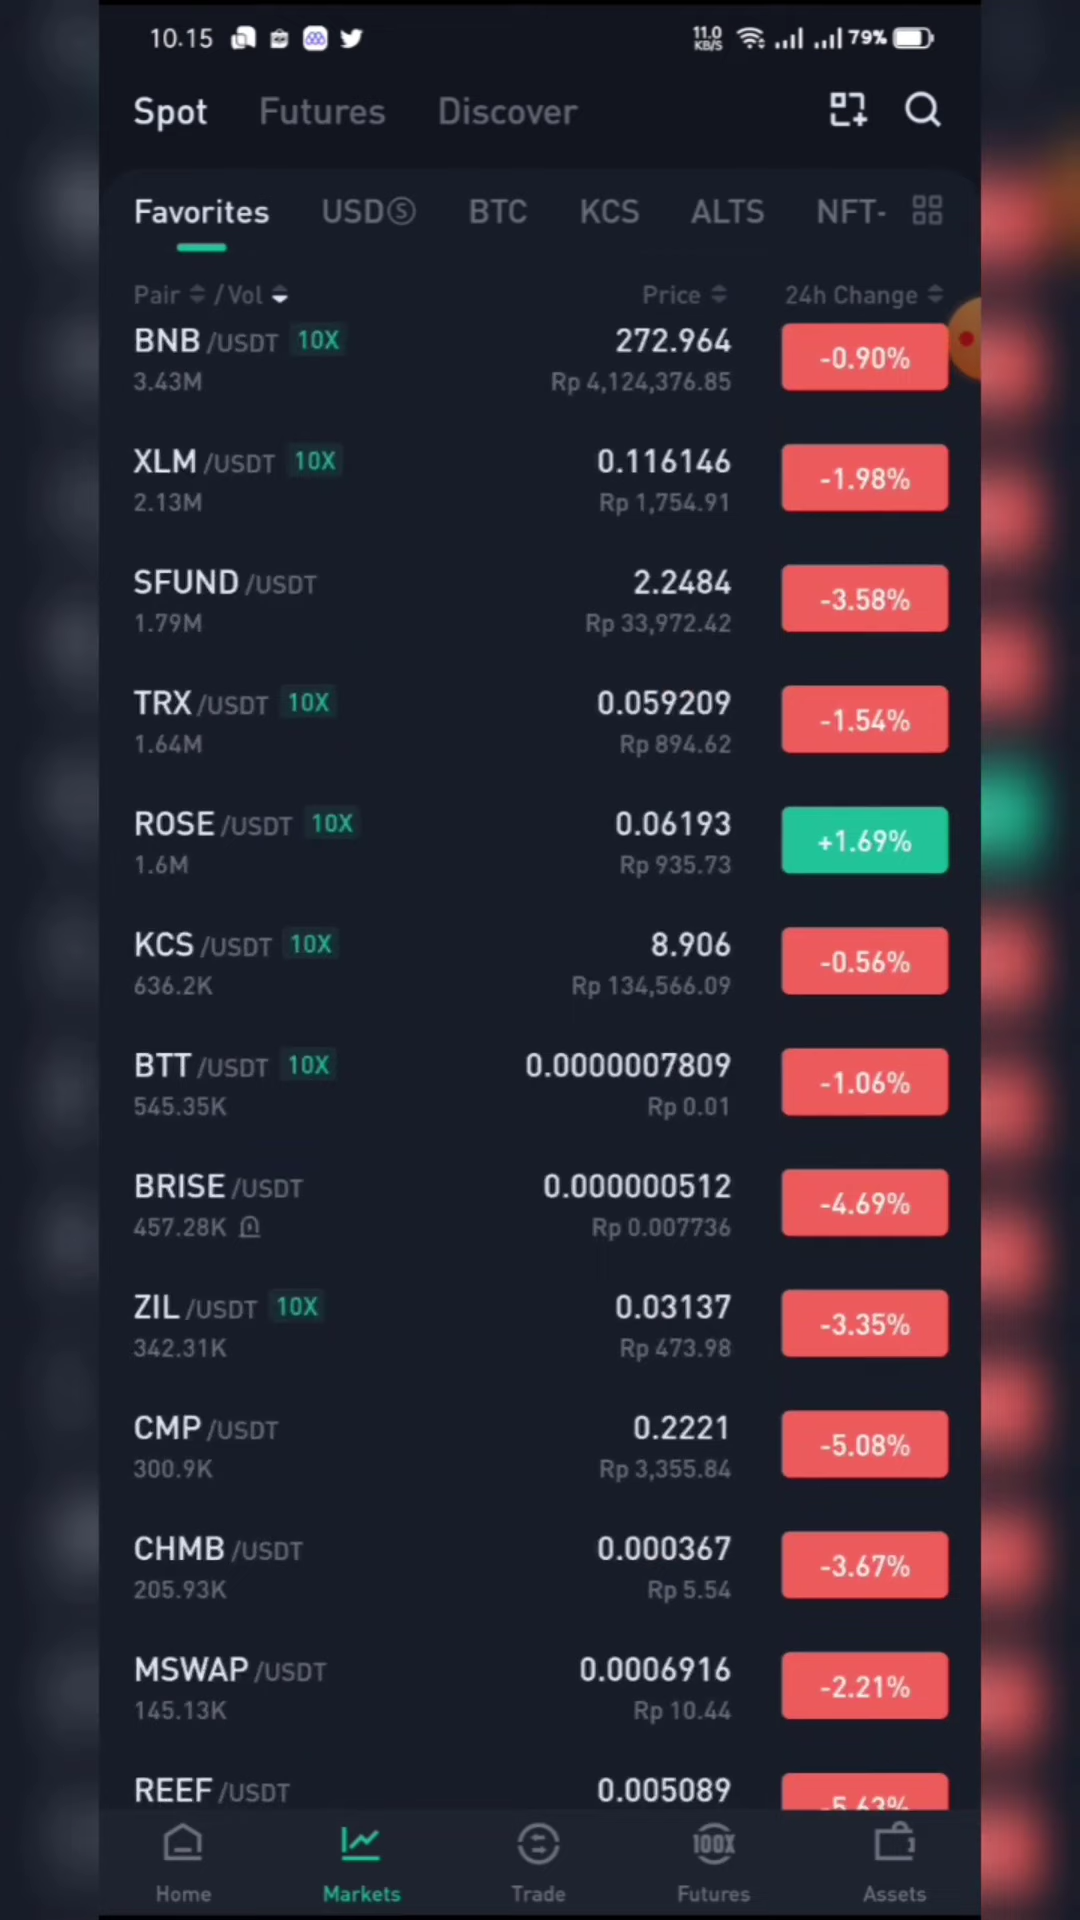 10.15 11.0 KB/S 79%
Spot Futures Discover
Favorites USDⓈ BTC KCS ALTS NFT-
Pair / Vol Price 24h Change
BNB /USDT 10X 272.964 -0.90%
3.43M Rp 4,124,376.85
XLM /USDT 10X 0.116146 -1.98%
2.13M Rp 1,754.91
SFUND /USDT 2.2484 -3.58%
1.79M Rp 33,972.42
TRX /USDT 10X 0.059209 -1.54%
1.64M Rp 894.62
ROSE /USDT 10X 0.06193 +1.69%
1.6M Rp 935.73
KCS /USDT 10X 8.906 -0.56%
636.2K Rp 134,566.09
BTT /USDT 10X 0.0000007809 -1.06%
545.35K Rp 0.01
BRISE /USDT 0.000000512 -4.69%
457.28K Rp 0.007736
ZIL /USDT 10X 0.03137 -3.35%
342.31K Rp 473.98
CMP /USDT 0.2221 -5.08%
300.9K Rp 3,355.84
CHMB /USDT 0.000367 -3.67%
205.93K Rp 5.54
MSWAP /USDT 0.0006916 -2.21%
145.13K Rp 10.44
REEF /USDT 0.005089 -5.63%
100X
Home Markets Trade Futures Assets